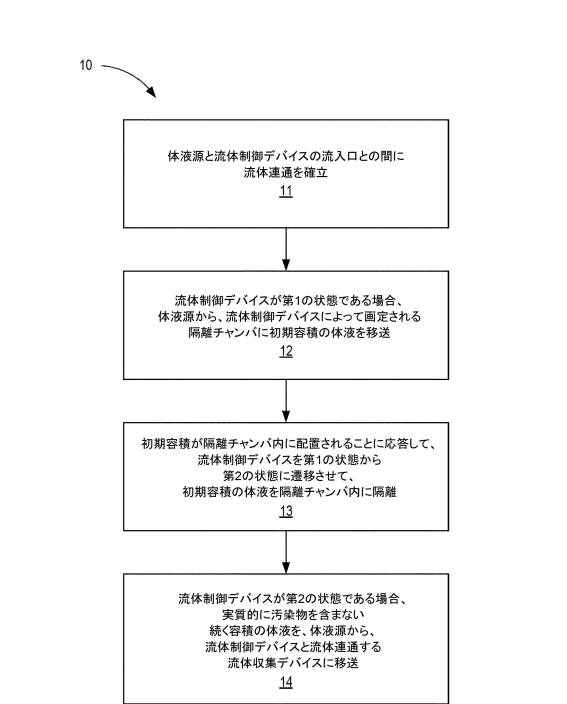 10
体液源と流体制御デバイスの流入口との間に
流体連通を確立
11
流体制御デバイスが第1の状態である場合、
体液源から、流体制御デバイスによって画定される
隔離チャンバに初期容積の体液を移送
12
初期容積が隔離チャンバ内に配置されることに応答して、
流体制御デバイスを第1の状態から
第2の状態に遷移させて、
初期容積の体液を隔離チャンバ内に隔離
13
流体制御デバイスが第2の状態である場合、
実質的に汚染物を含まない
続く容積の体液を、体液源から、
流体制御デバイスと流体連通する
流体収集デバイスに移送
14